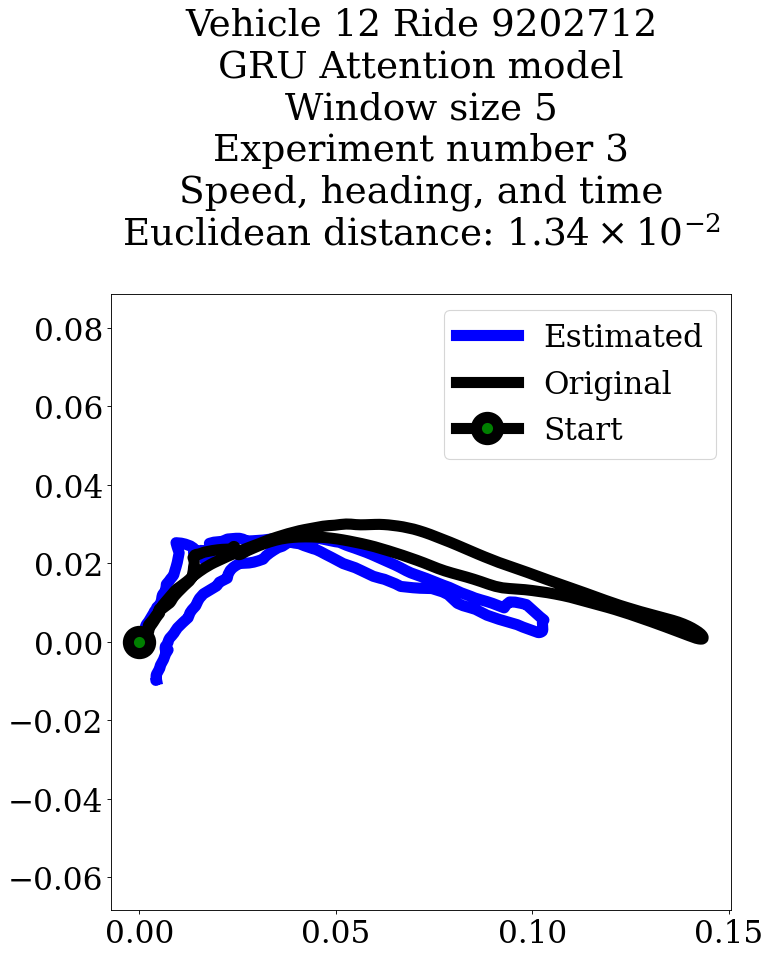 Vehicle 12 Ride 9202712
GRU Attention model
Window size 5
Experiment number 3
Speed, heading, and time
Euclidean distance: 1.34 × 10⁻²
Estimated
Original
Start
0.08
0.06
0.04
0.02
0.00
−0.02
−0.04
−0.06
0.00 0.05 0.10 0.15